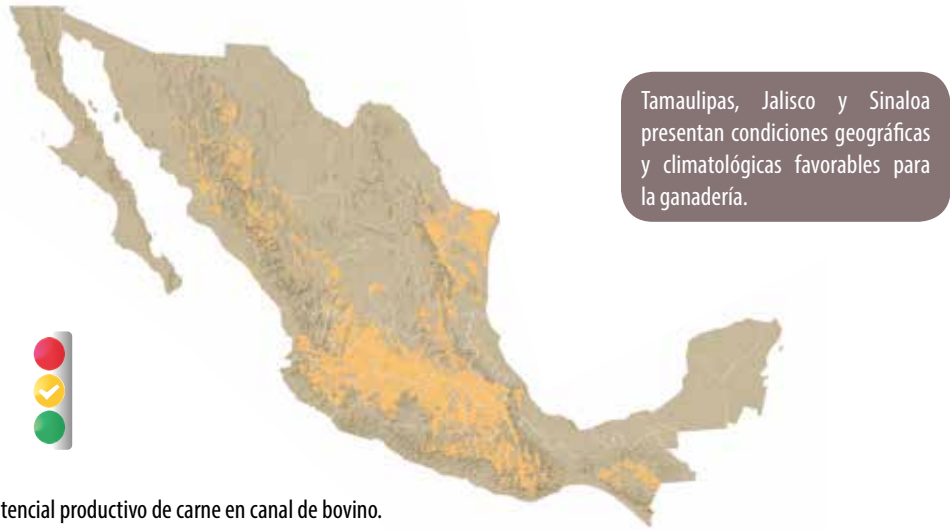 Tamaulipas, Jalisco y Sinaloa
presentan condiciones geográficas
y climatológicas favorables para
la ganadería.
tencial productivo de carne en canal de bovino.